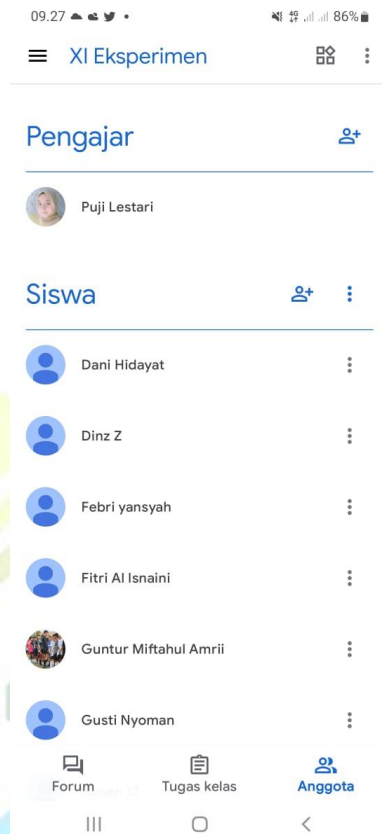 09.27
4G
86%
XI Eksperimen
Pengajar
Puji Lestari
Siswa
Dani Hidayat
Dinz Z
Febri yansyah
Fitri Al Isnaini
Guntur Miftahul Amrii
Gusti Nyoman
Forum
Tugas kelas
Anggota